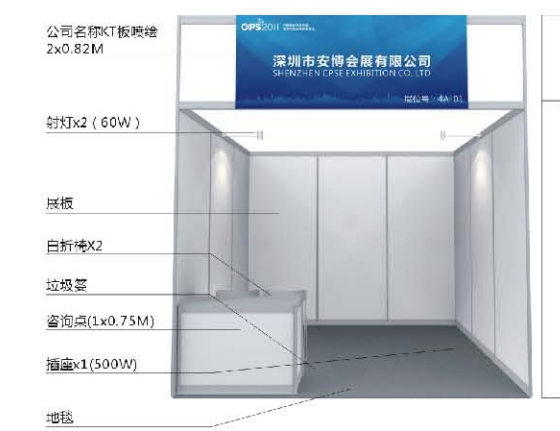 公司名称KT板喷绘
2x0.82M
OPS2011
深圳市安博会展有限公司
SHENZHEN CPSE EXHIBITION CO., LTD
展位号：4A101
射灯x2（60W）
展板
白折椅X2
垃圾篓
咨询桌(1x0.75M)
插座x1(500W)
地毯